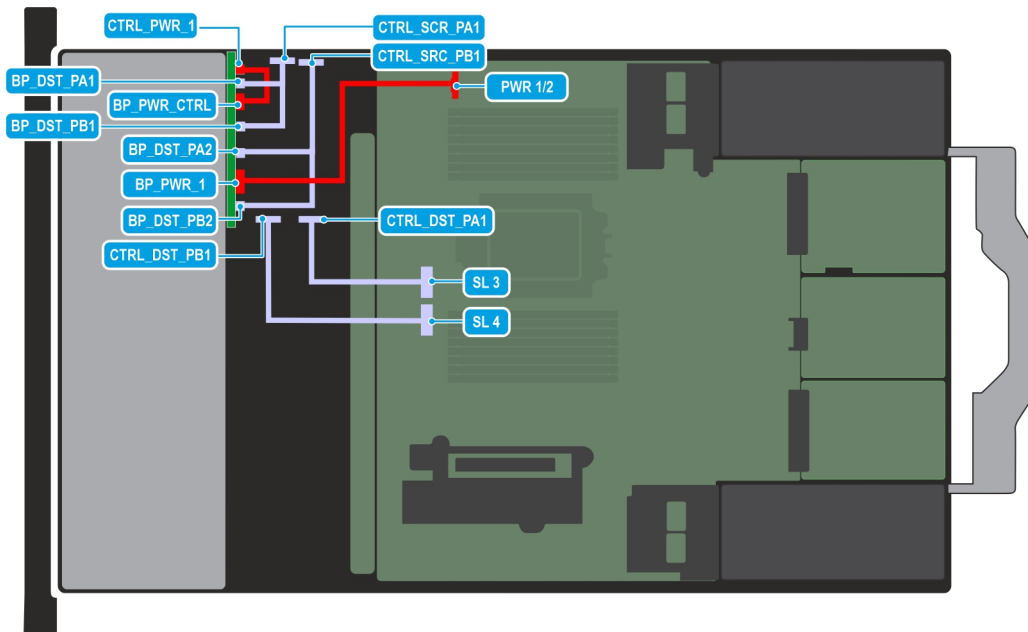 CTRL_PWR_1
CTRL_SCR_PA1
CTRL_SRC_PB1
BP_DST_PA1
PWR 1/2
BP_PWR_CTRL
BP_DST_PB1
BP_DST_PA2
BP_PWR_1
BP_DST_PB2
CTRL_DST_PA1
CTRL_DST_PB1
SL 3
SL 4